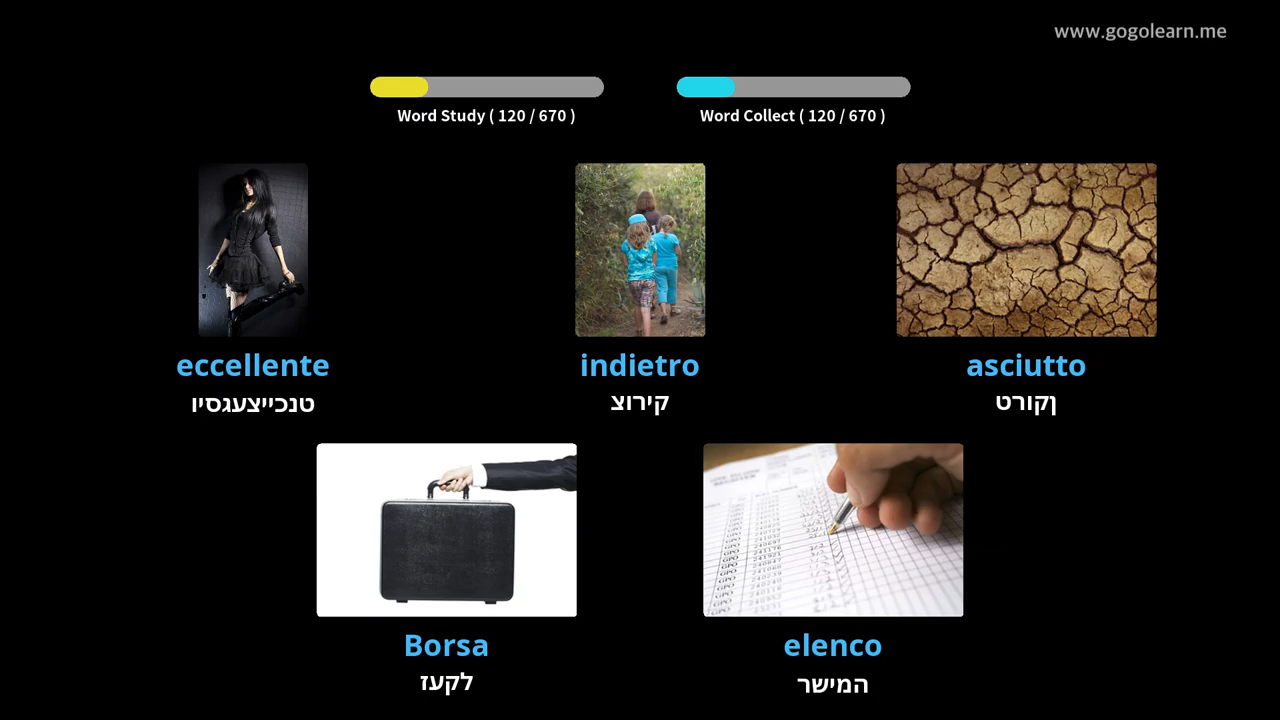 www.gogolearn.me
Word Study ( 120 / 670 )
Word Collect ( 120 / 670 )
eccellente
indietro
asciutto
טנכייצעגסיו
קירוצ
ןקורט
Borsa
elenco
לקעז
המישר